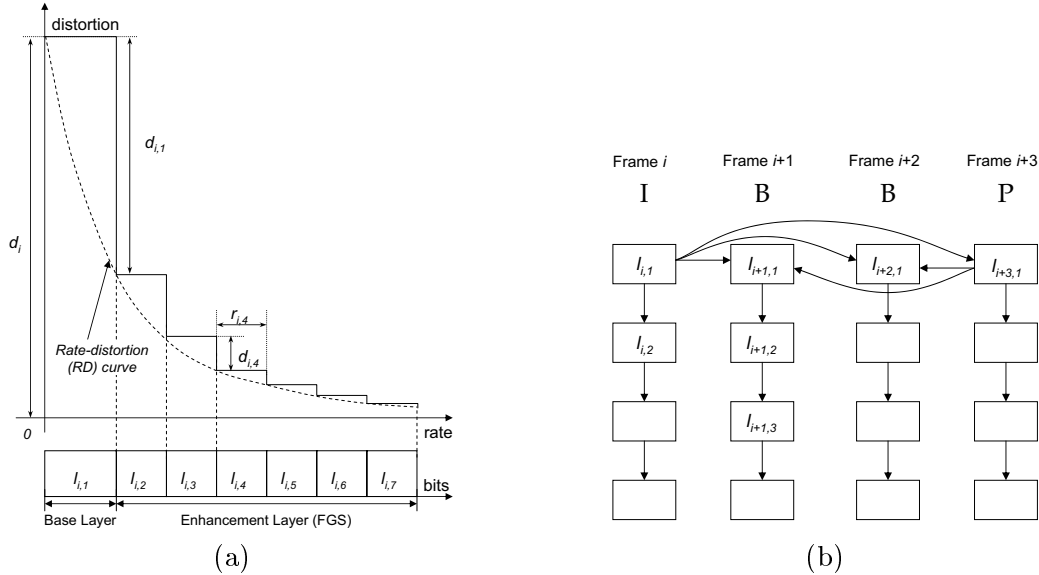 distortion
d_i
d_{i,1}
r_{i,4}
d_{i,4}
Rate-distortion
(RD) curve
0
rate
l_{i,1} l_{i,2} l_{i,3} l_{i,4} l_{i,5} l_{i,6} l_{i,7} bits
Base Layer Enhancement Layer (FGS)
(a)
Frame i Frame i+1 Frame i+2 Frame i+3
I B B P
l_{i,1} l_{i+1,1} l_{i+2,1} l_{i+3,1}
l_{i,2} l_{i+1,2}
l_{i+1,3}
(b)